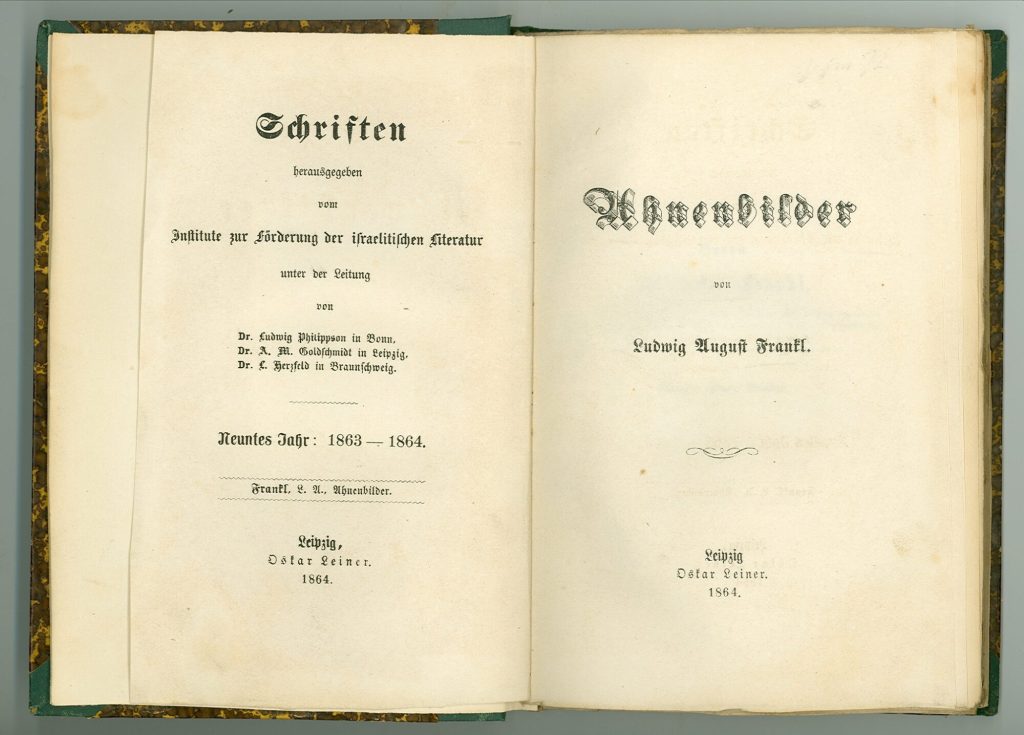 Schriften
herausgegeben
vom
Institute zur Förderung der israelitischen Literatur
unter der Leitung
von
Dr. Ludwig Philippson in Bonn,
Dr. A. M. Goldschmidt in Leipzig,
Dr. L. Herzfeld in Braunschweig.
Neuntes Jahr: 1863 — 1864.
Frankl, L. A., Ahnenbilder.
Leipzig,
Oskar Leiner.
1864.
Ahnenbilder
von
Ludwig August Frankl.
Leipzig
Oskar Leiner.
1864.